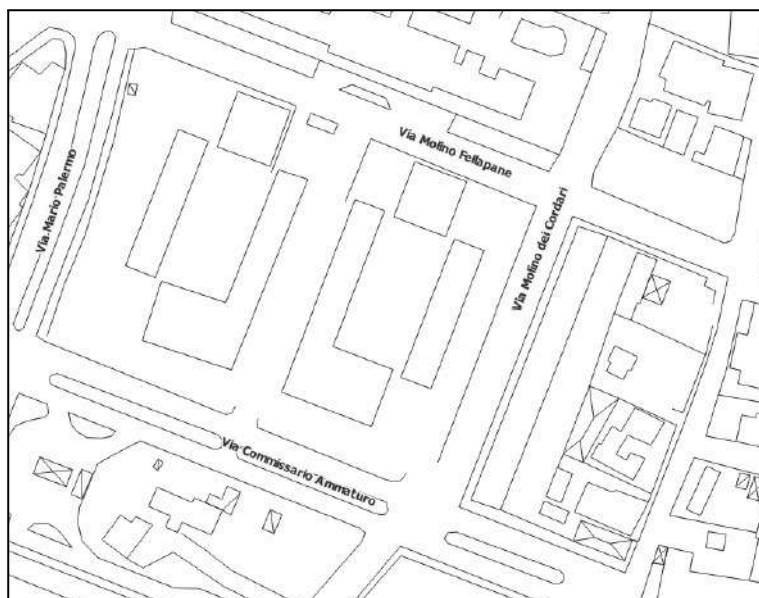 Via Molino Fellapane
Via Mario Palermo
Via Molino dei Cordari
Via Commissario Ammaturo